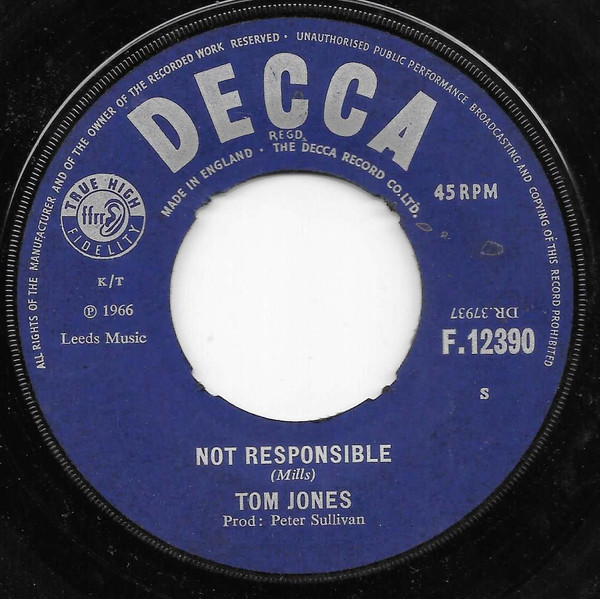 ALL RIGHTS OF THE MANUFACTURER AND OF THE OWNER OF THE RECORDED WORK RESERVED · UNAUTHORISED PUBLIC PERFORMANCE BROADCASTING AND COPYING OF THIS RECORD PROHIBITED
DECCA
REGD.
MADE IN ENGLAND · THE DECCA RECORD CO. LTD.
TRUE HIGH
ffrr
FIDELITY
45 RPM
K/T
℗ 1966
Leeds Music
DR.37937
F.12390
S
NOT RESPONSIBLE
(Mills)
TOM JONES
Prod: Peter Sullivan